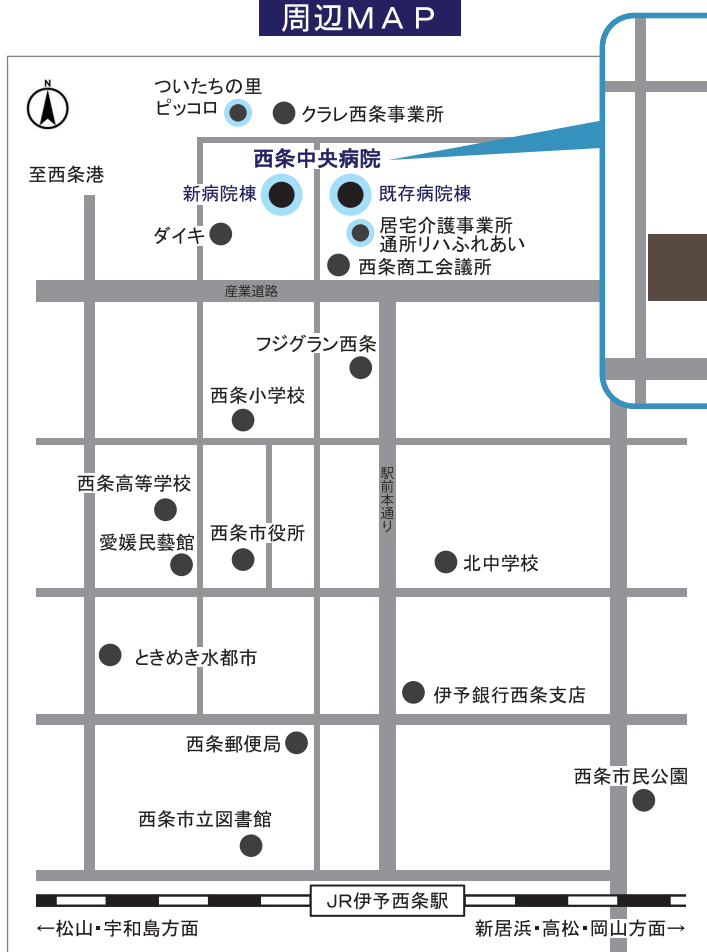 周辺MAP
N
ついたちの里
ピッコロ
クラレ西条事業所
西条中央病院
至西条港
新病院棟
既存病院棟
ダイキ
居宅介護事業所
通所リハふれあい
西条商工会議所
産業道路
フジグラン西条
西条小学校
駅前本通り
西条高等学校
西条市役所
愛媛民藝館
北中学校
ときめき水都市
伊予銀行西条支店
西条郵便局
西条市民公園
西条市立図書館
JR伊予西条駅
←松山・宇和島方面
新居浜・高松・岡山方面→